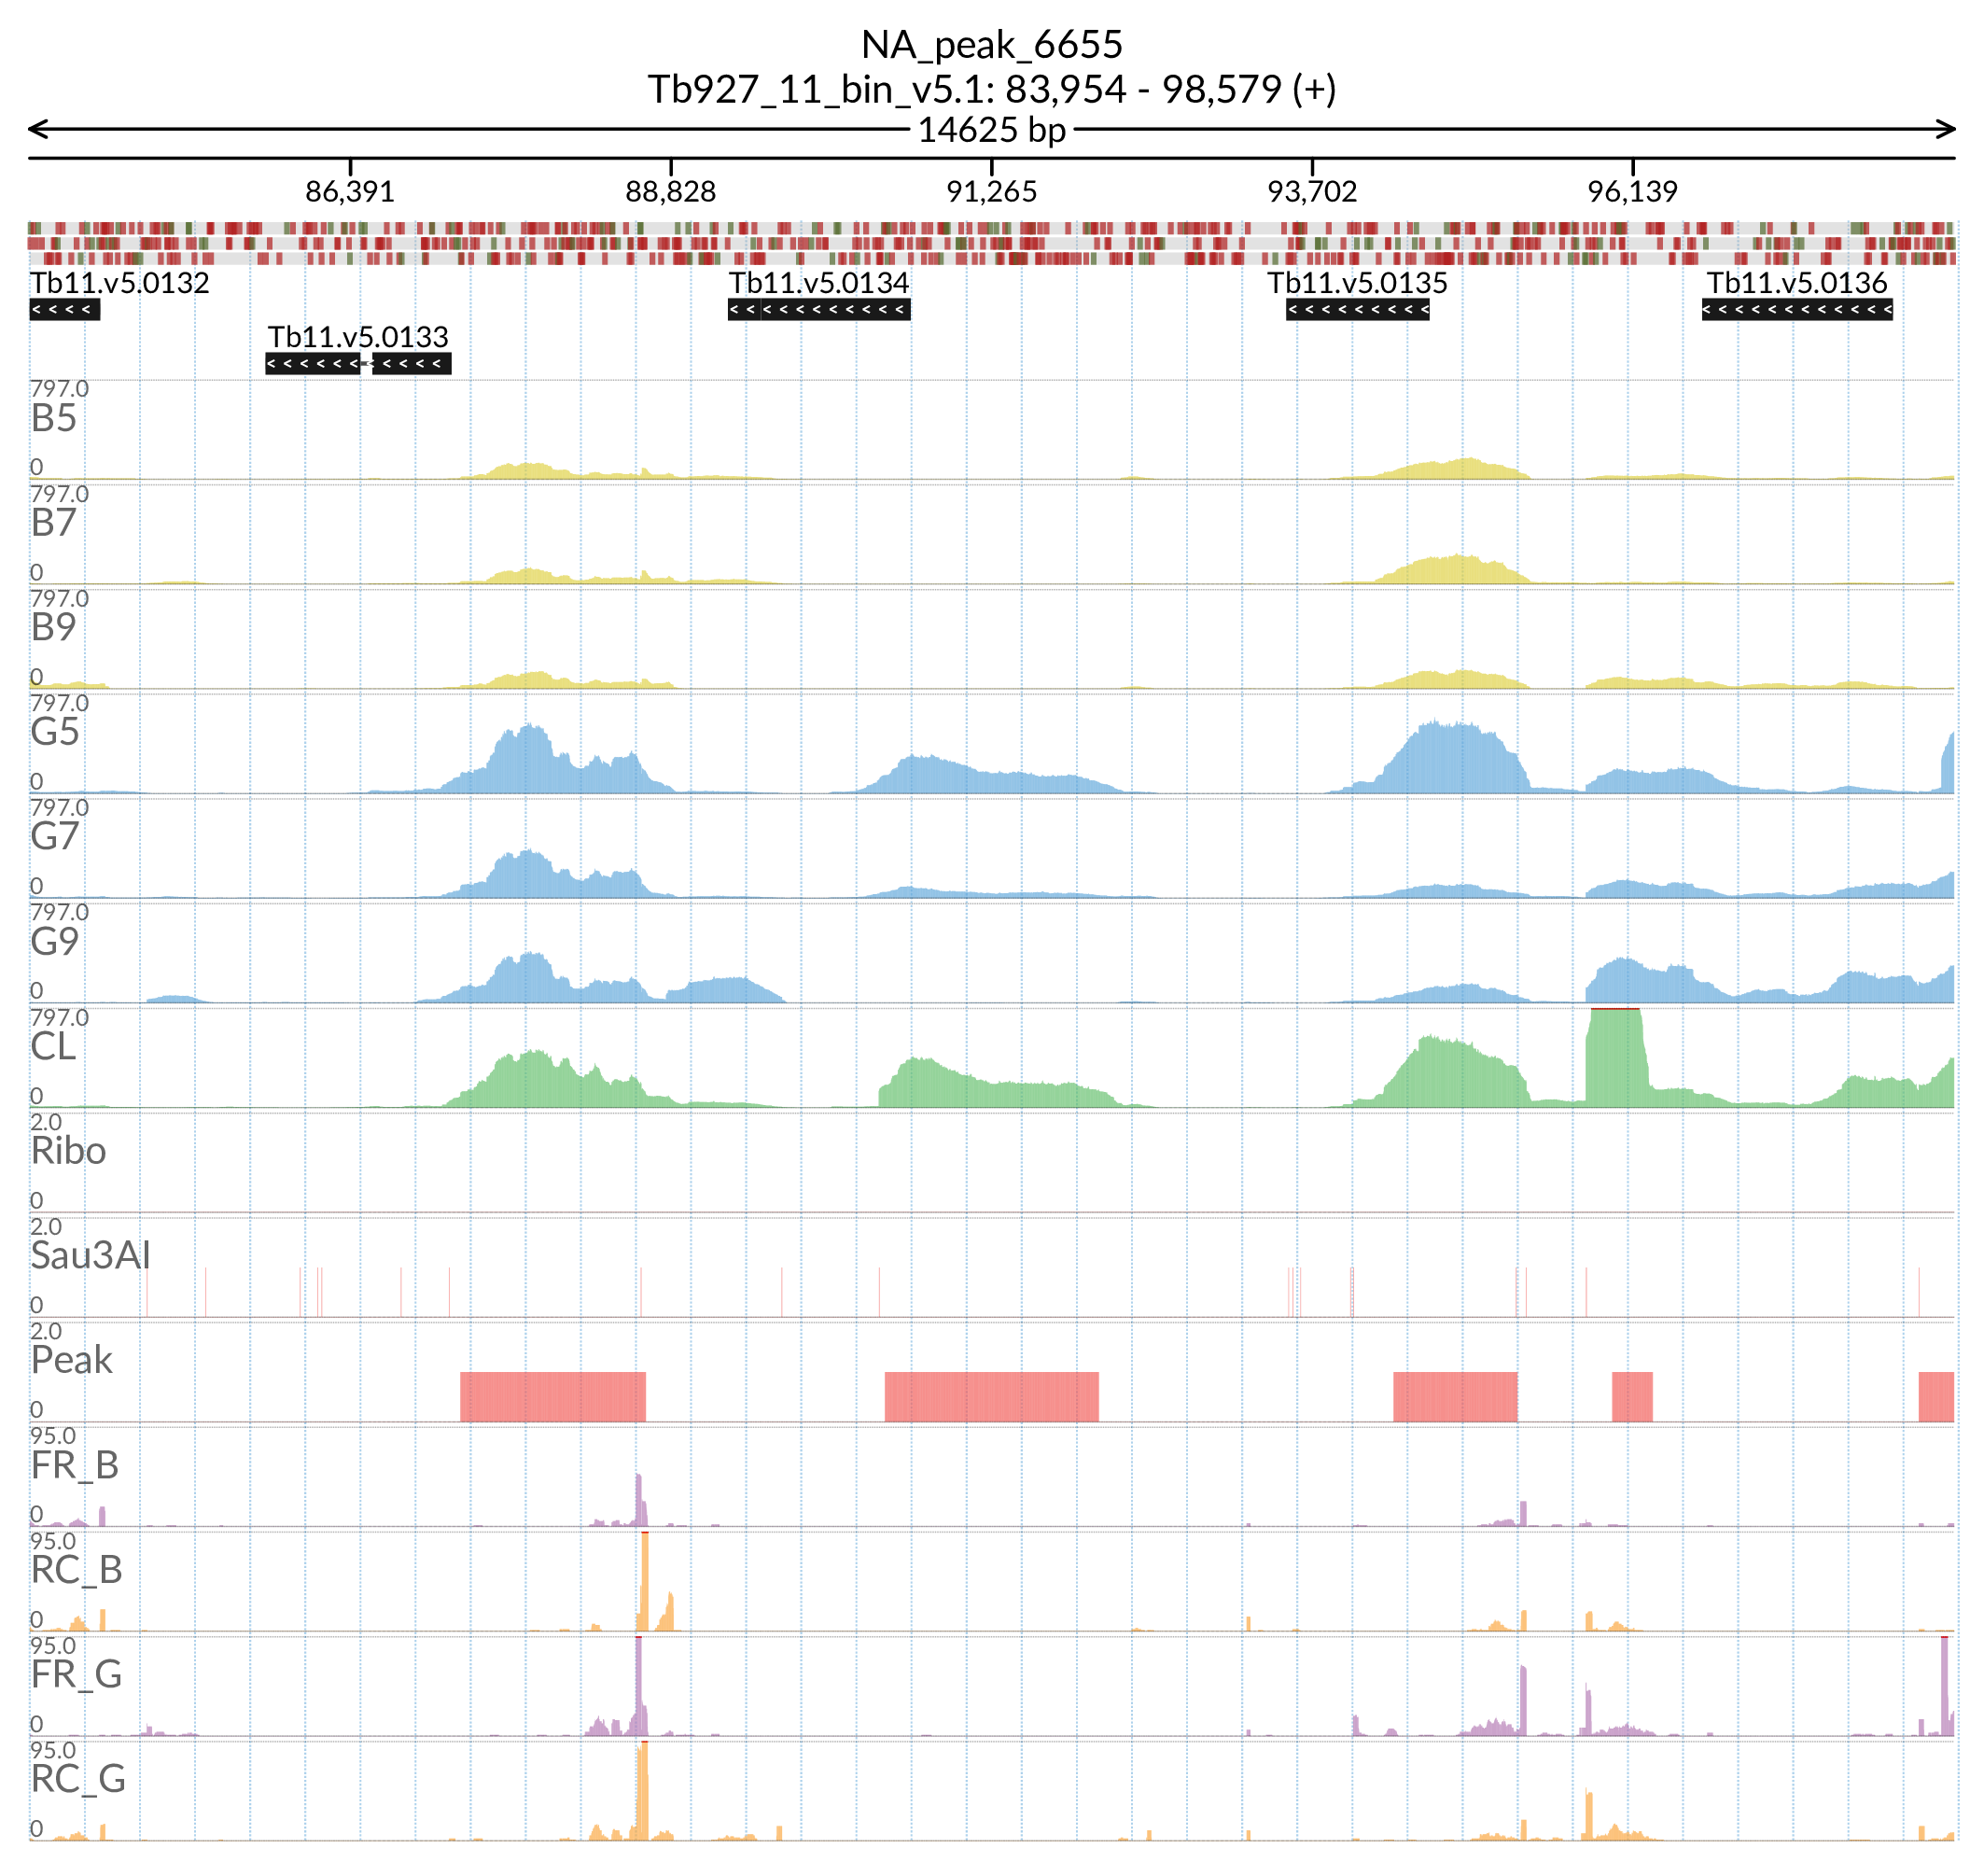 NA_peak_6655
Tb927_11_bin_v5.1: 83,954 - 98,579 (+)
14625 bp
86,391 88,828 91,265 93,702 96,139
Tb11.v5.0132 Tb11.v5.0134 Tb11.v5.0135 Tb11.v5.0136
Tb11.v5.0133
797.0
B5
0
797.0
B7
0
797.0
B9
0
797.0
G5
0
797.0
G7
0
797.0
G9
0
797.0
CL
0
2.0
Ribo
0
2.0
Sau3AI
0
2.0
Peak
0
95.0
FR_B
0
95.0
RC_B
0
95.0
FR_G
0
95.0
RC_G
0